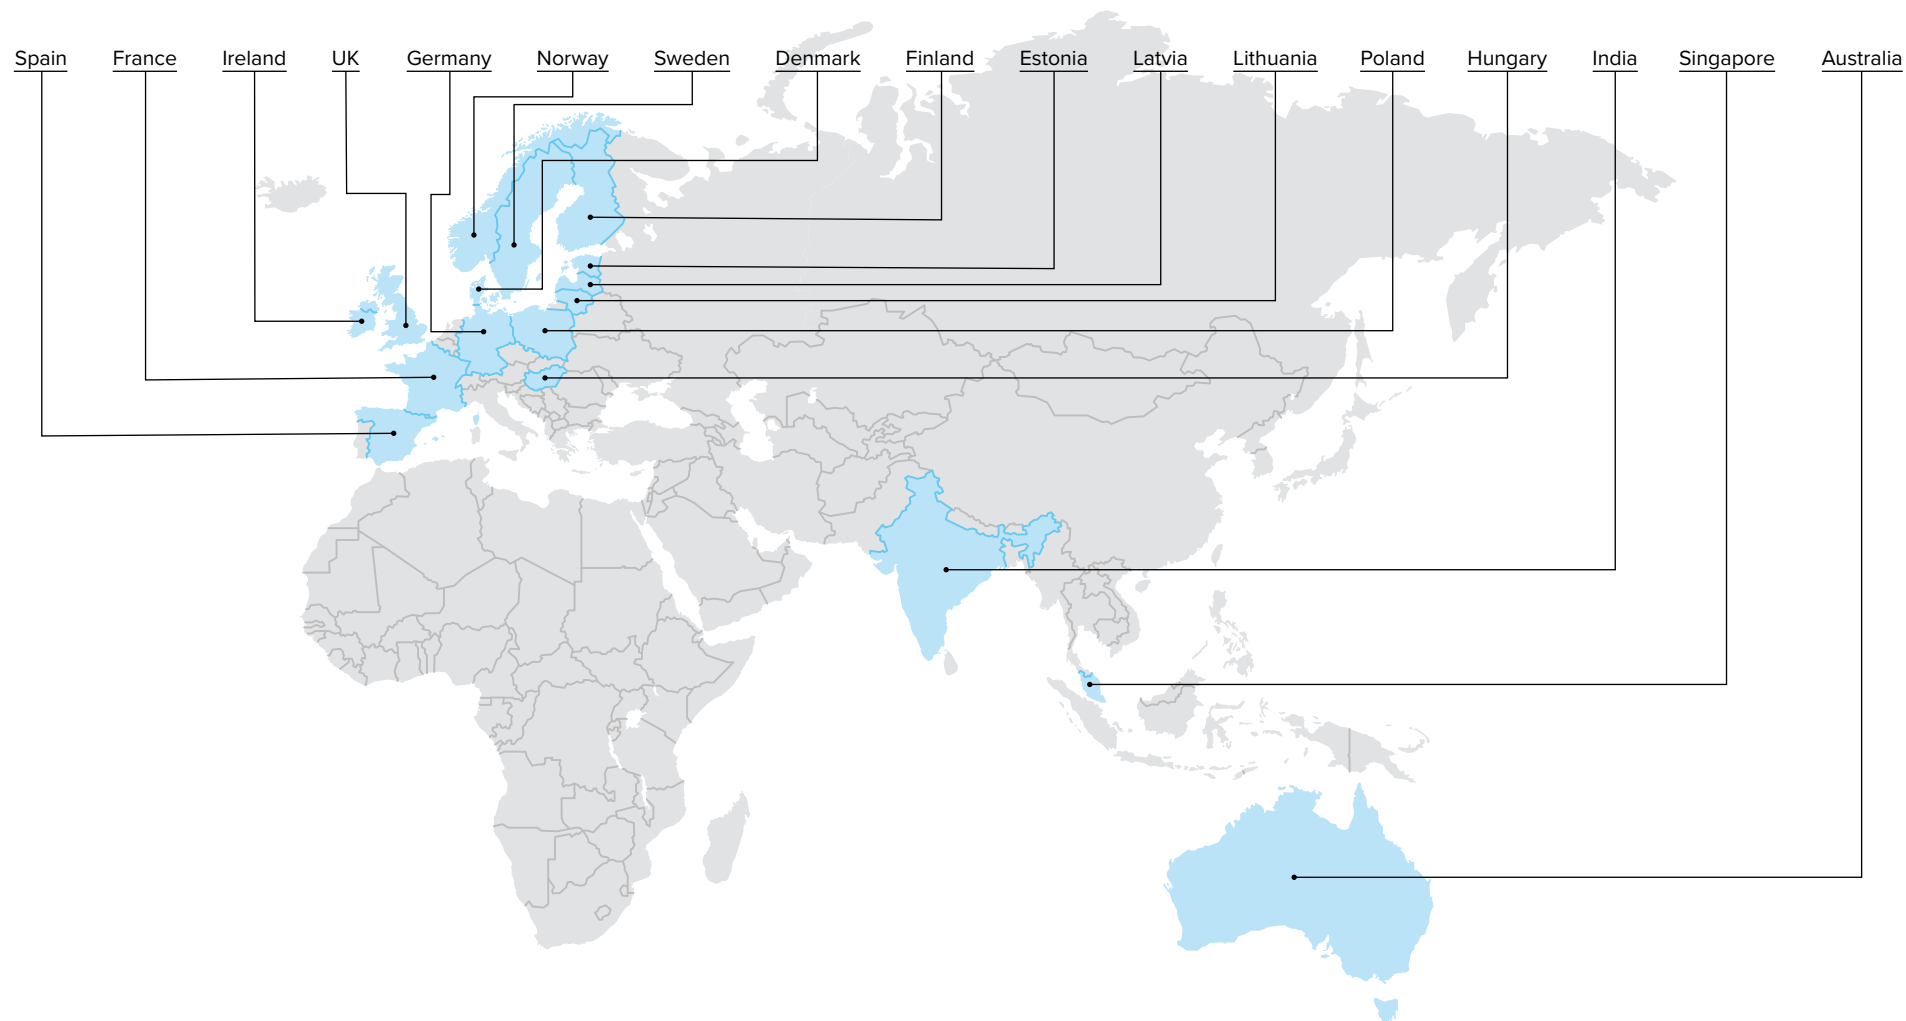 Spain
France
Ireland
UK
Germany
Norway
Sweden
Denmark
Finland
Estonia
Latvia
Lithuania
Poland
Hungary
India
Singapore
Australia